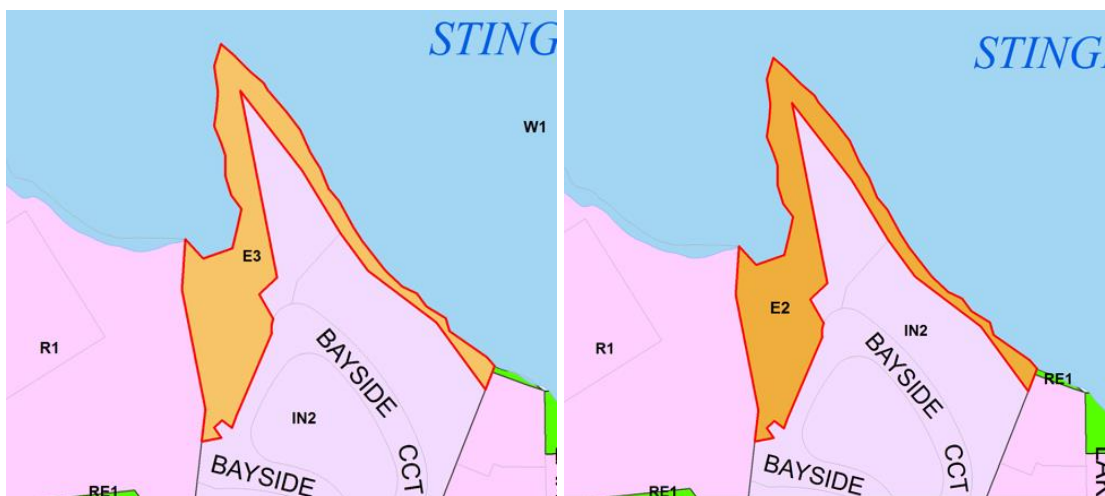 STING
W1
E3
R1
BAYSIDE
CCT
IN2
BAYSIDE
RE1
STING
E2
IN2
R1
BAYSIDE
CCT
RE1
BAYSIDE
RE1